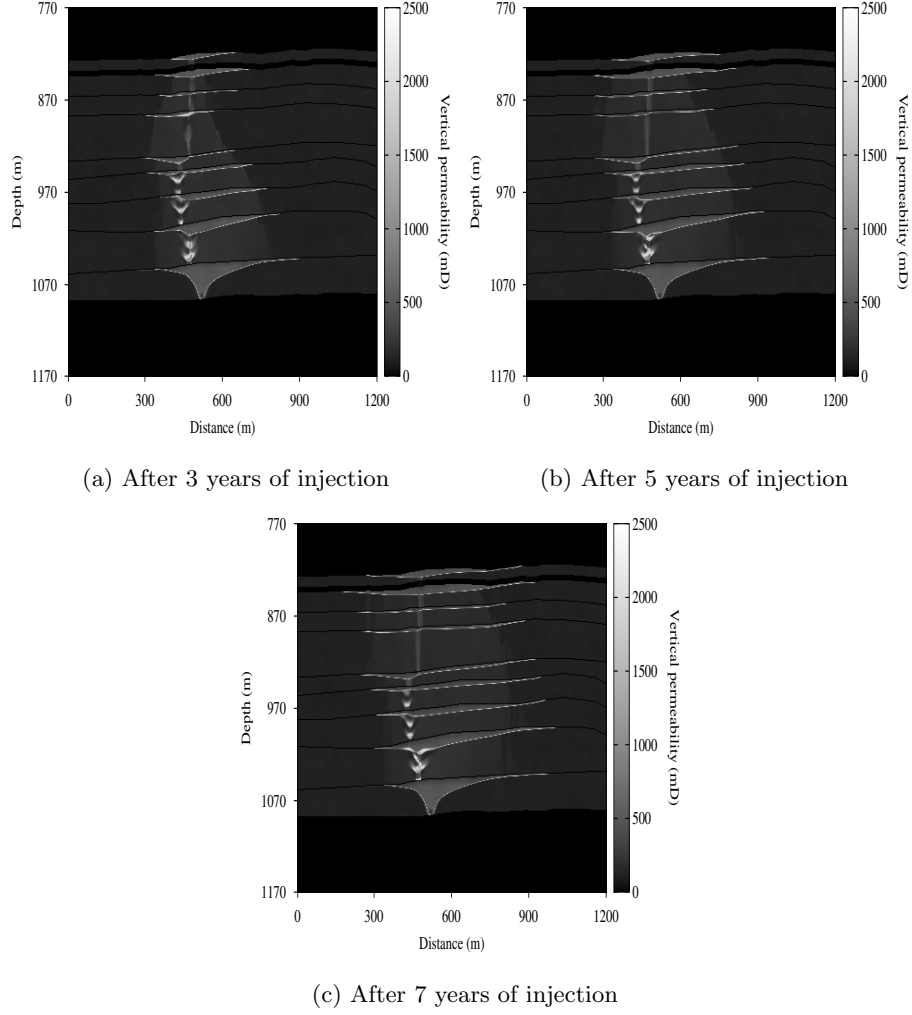 770
870
970
1070
1170
Depth (m)
0 300 600 900 1200
Distance (m)
0
500
1000
1500
2000
2500
Vertical permeability (mD)
(a) After 3 years of injection
770
870
970
1070
1170
Depth (m)
0 300 600 900 1200
Distance (m)
0
500
1000
1500
2000
2500
Vertical permeability (mD)
(b) After 5 years of injection
770
870
970
1070
1170
Depth (m)
0 300 600 900 1200
Distance (m)
0
500
1000
1500
2000
2500
Vertical permeability (mD)
(c) After 7 years of injection